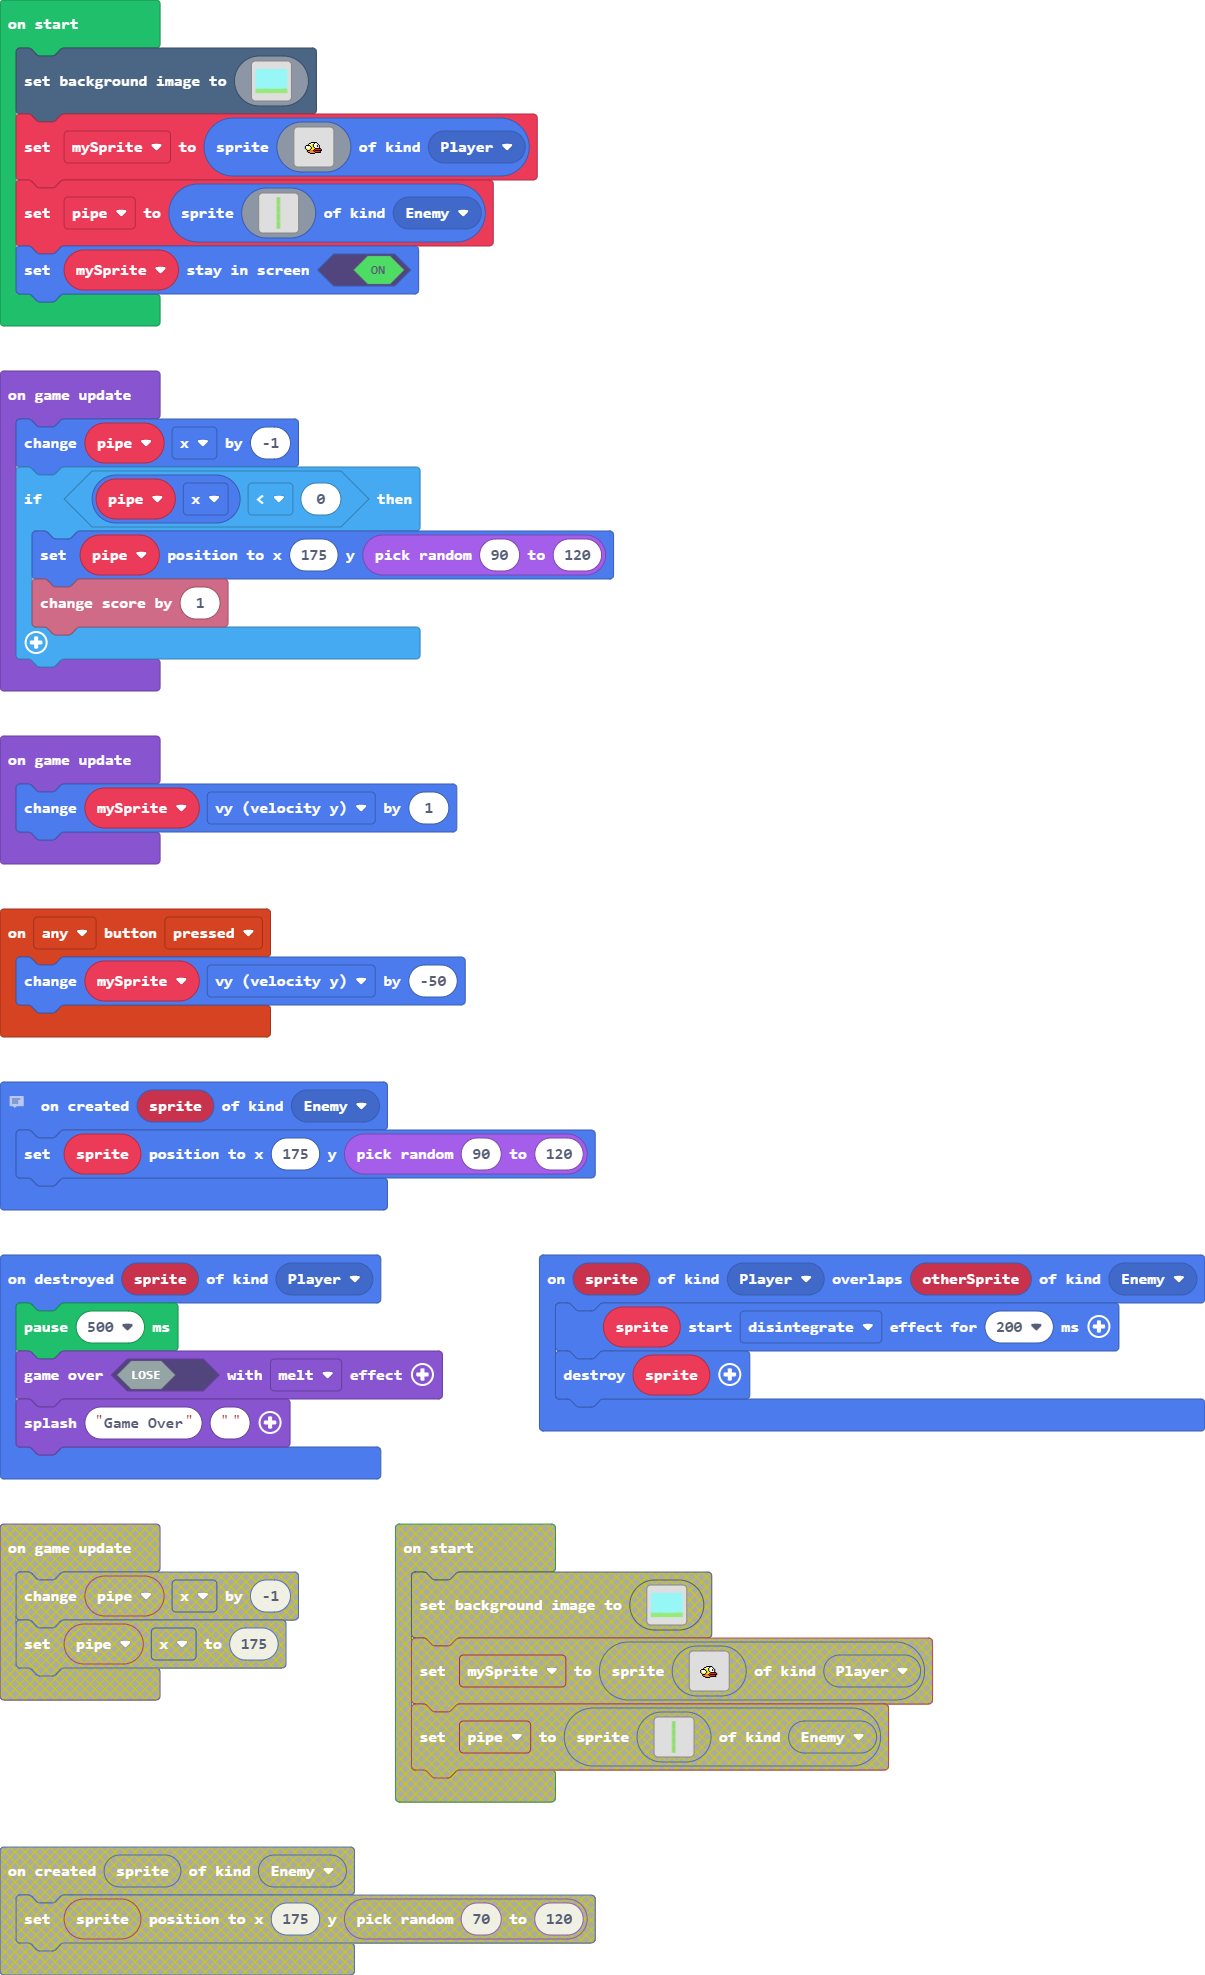 on start
set background image to
set mySprite to sprite of kind Player
set pipe to sprite of kind Enemy
set mySprite stay in screen ON
on game update
change pipe x by -1
if pipe x < 0 then
set pipe position to x 175 y pick random 90 to 120
change score by 1
on game update
change mySprite vy (velocity y) by 1
on any button pressed
change mySprite vy (velocity y) by -50
on created sprite of kind Enemy
set sprite position to x 175 y pick random 90 to 120
on destroyed sprite of kind Player
pause 500 ms
game over LOSE with melt effect
splash "Game Over" " "
on sprite of kind Player overlaps otherSprite of kind Enemy
sprite start disintegrate effect for 200 ms
destroy sprite
on game update
change pipe x by -1
set pipe x to 175
on start
set background image to
set mySprite to sprite of kind Player
set pipe to sprite of kind Enemy
on created sprite of kind Enemy
set sprite position to x 175 y pick random 70 to 120